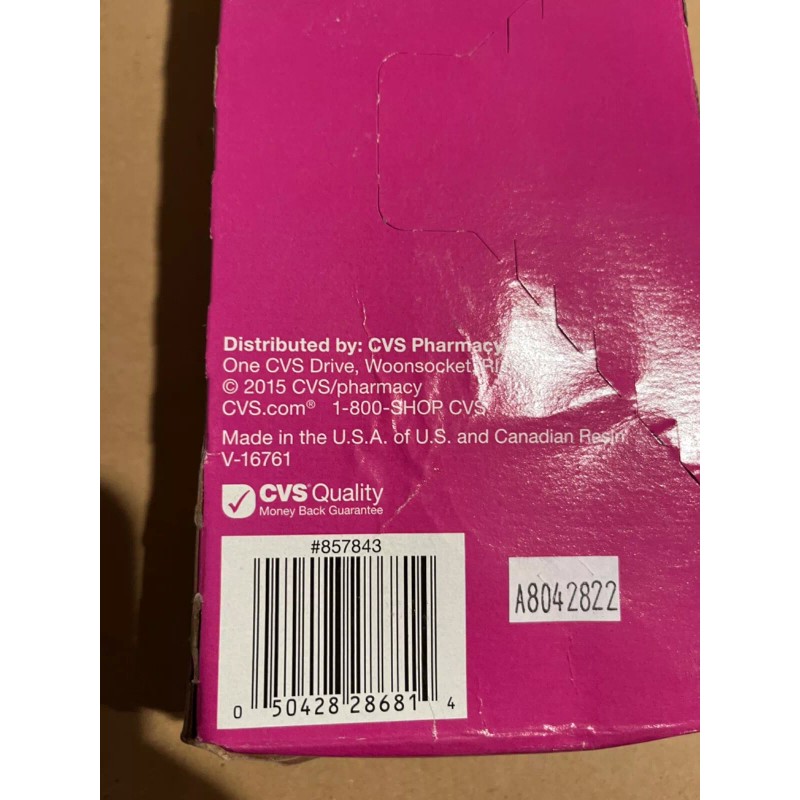 Distributed by: CVS Pharmacy
One CVS Drive, Woonsocket, RI
© 2015 CVS/pharmacy
CVS.com® 1-800-SHOP CVS
Made in the U.S.A. of U.S. and Canadian Resin
V-16761
CVS Quality
Money Back Guarantee
#857843
A8042822
0 50428 28681 4